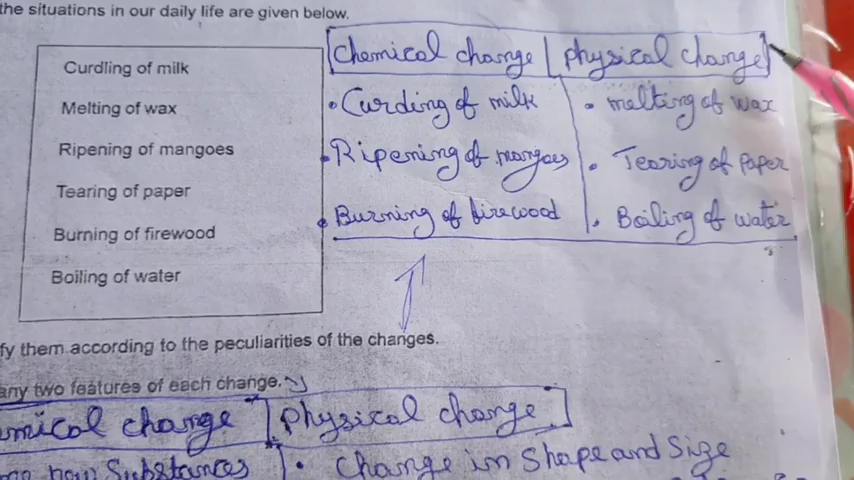 the situations in our daily life are given below.
Chemical change | physical change
Curdling of milk
Melting of wax
Ripening of mangoes
Tearing of paper
Burning of firewood
Boiling of water
• Curding of milk • melting of wax
• Ripening of mangoes • Tearing of Paper
• Burning of firewood • Boiling of water
fy them according to the peculiarities of the changes.
any two features of each change.
mical change | physical change
new Substances • Change in Shape and Size